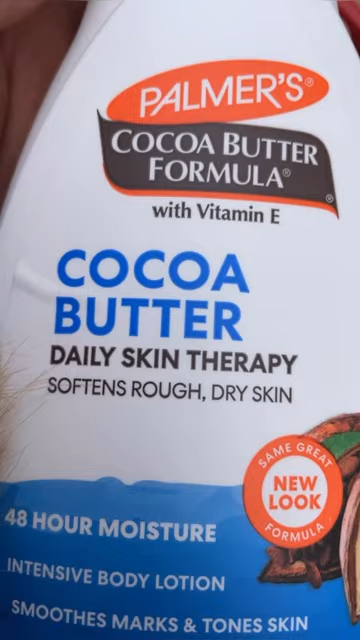 PALMER'S®
COCOA BUTTER
FORMULA®
®
with Vitamin E
COCOA
BUTTER
DAILY SKIN THERAPY
SOFTENS ROUGH, DRY SKIN
SAME GREAT
NEW
LOOK
FORMULA
48 HOUR MOISTURE
INTENSIVE BODY LOTION
SMOOTHES MARKS & TONES SKIN